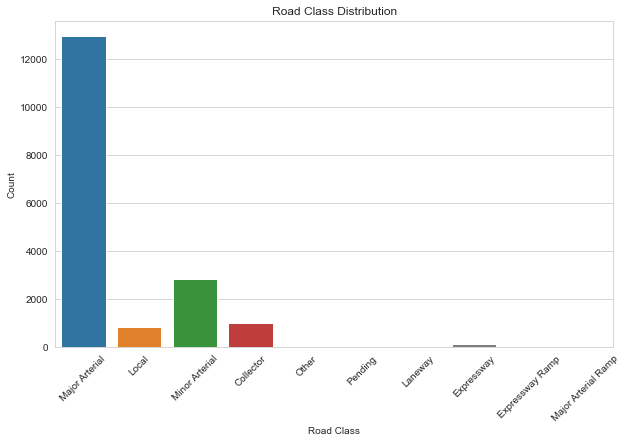 Road Class Distribution
12000
10000
8000
6000
4000
2000
0
Count
Major Arterial
Local
Minor Arterial
Collector
Other
Pending
Laneway
Expressway
Expressway Ramp
Major Arterial Ramp
Road Class